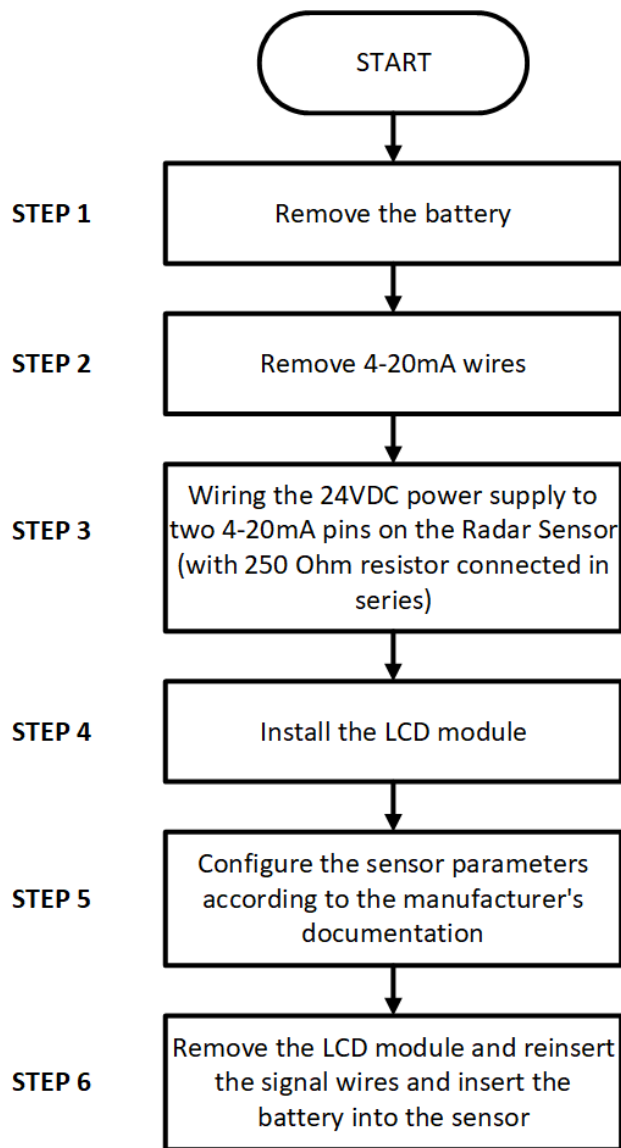 START
STEP 1
Remove the battery
STEP 2
Remove 4-20mA wires
STEP 3
Wiring the 24VDC power supply to
two 4-20mA pins on the Radar Sensor
(with 250 Ohm resistor connected in
series)
STEP 4
Install the LCD module
STEP 5
Configure the sensor parameters
according to the manufacturer's
documentation
STEP 6
Remove the LCD module and reinsert
the signal wires and insert the
battery into the sensor